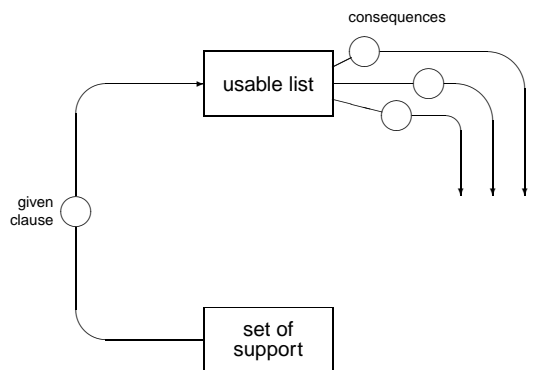 consequences
usable list
given
clause
set of
support